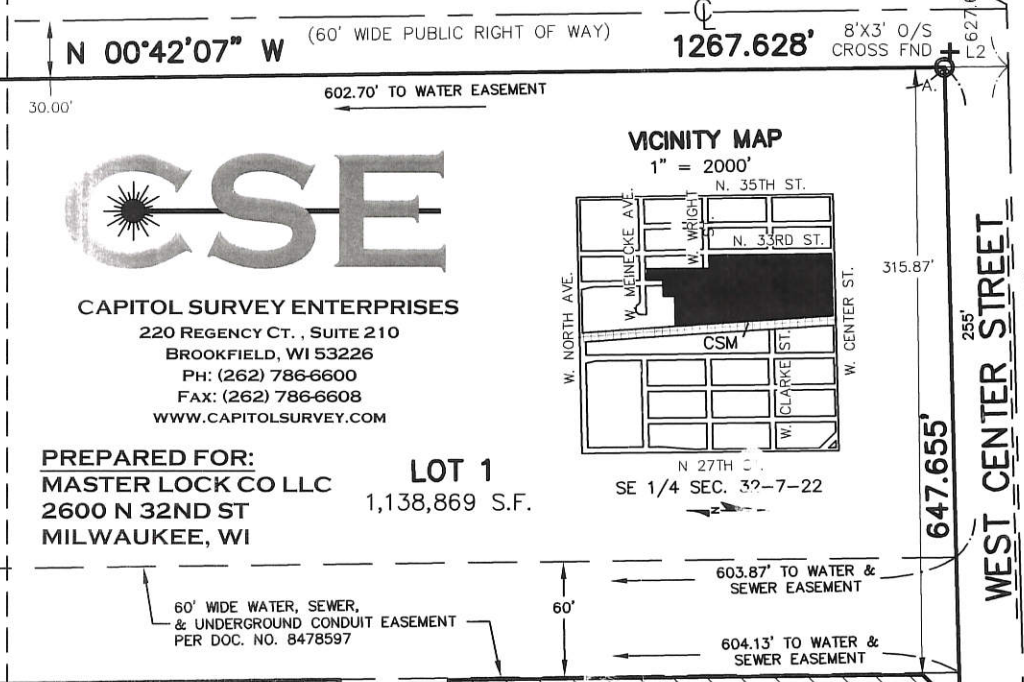 ℄
N 00°42'07" W (60' WIDE PUBLIC RIGHT OF WAY) 1267.628'
8'X3' O/S
CROSS FND
L2
A.
30.00'
602.70' TO WATER EASEMENT
CSE
CAPITOL SURVEY ENTERPRISES
220 REGENCY CT., SUITE 210
BROOKFIELD, WI 53226
PH: (262) 786-6600
FAX: (262) 786-6608
WWW.CAPITOLSURVEY.COM
PREPARED FOR:
MASTER LOCK CO LLC
2600 N 32ND ST
MILWAUKEE, WI
LOT 1
1,138,869 S.F.
VICINITY MAP
1" = 2000'
N. 35TH ST.
W. MEINECKE AVE.
W. WRIGHT
N. 33RD ST.
W. NORTH AVE.
W. CENTER ST.
CSM
W. CLARKE ST.
N 27TH
SE 1/4 SEC. 32-7-22
N
315.87'
255'
647.655'
WEST CENTER STREET
603.87' TO WATER &
SEWER EASEMENT
60' WIDE WATER, SEWER,
& UNDERGROUND CONDUIT EASEMENT
PER DOC. NO. 8478597
60'
604.13' TO WATER &
SEWER EASEMENT